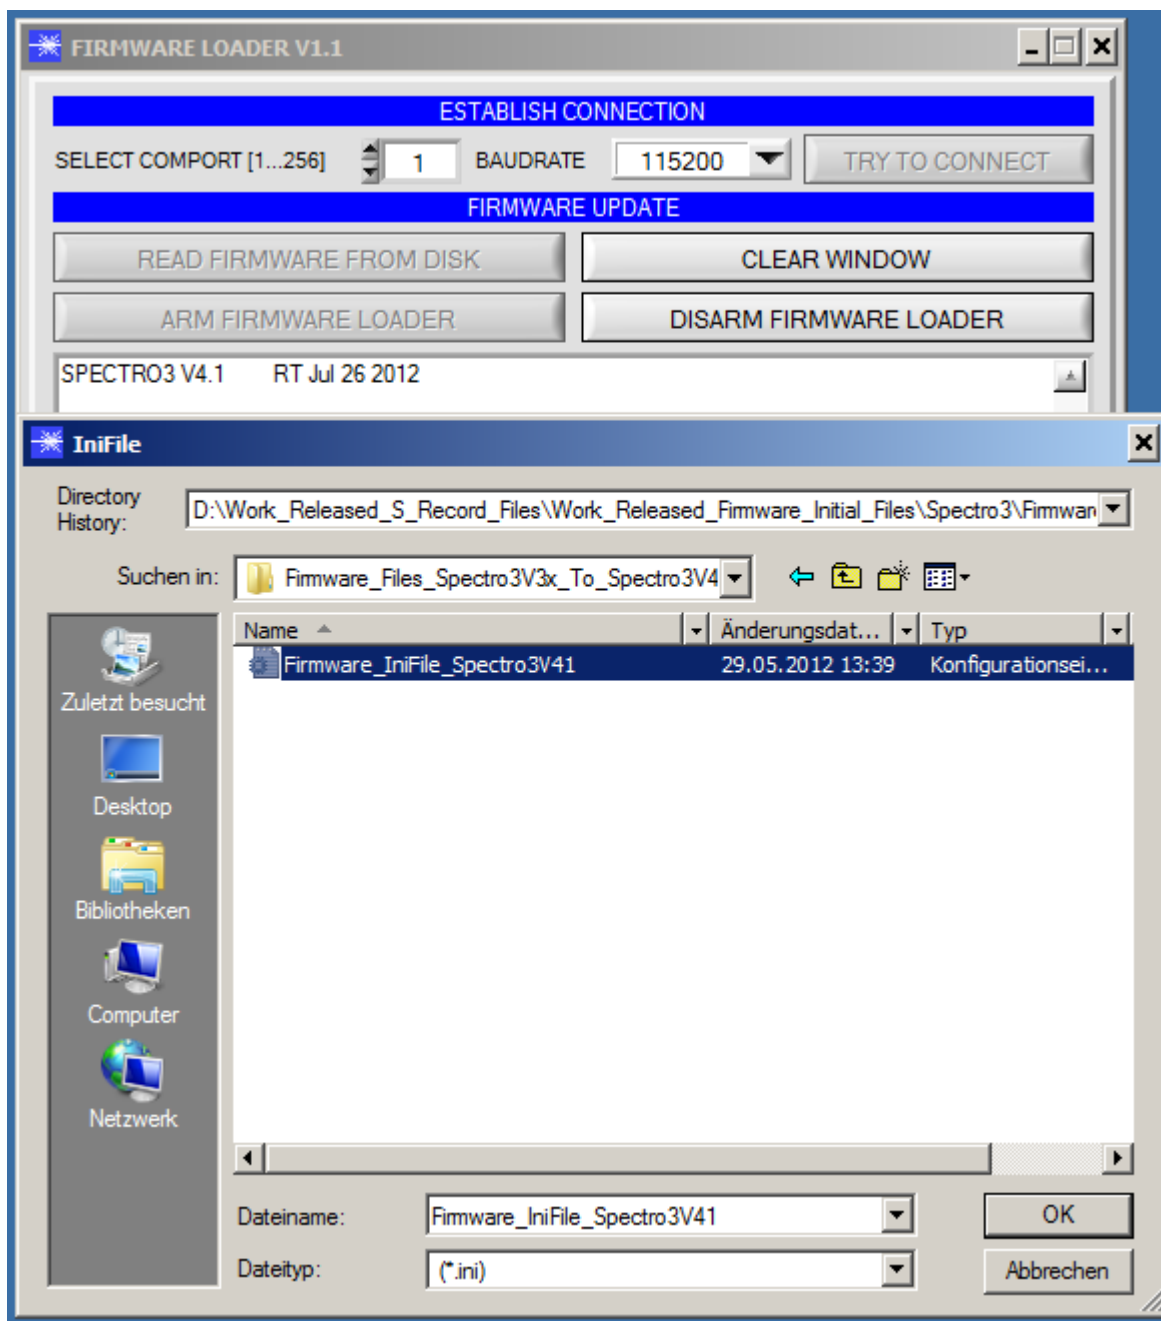 FIRMWARE LOADER V1.1
ESTABLISH CONNECTION
SELECT COMPORT [1...256] 1 BAUDRATE 115200 TRY TO CONNECT
FIRMWARE UPDATE
READ FIRMWARE FROM DISK CLEAR WINDOW
ARM FIRMWARE LOADER DISARM FIRMWARE LOADER
SPECTRO3 V4.1 RT Jul 26 2012
IniFile
Directory History: D:\Work_Released_S_Record_Files\Work_Released_Firmware_Initial_Files\Spectro3\Firmwar
Suchen in: Firmware_Files_Spectro3V3x_To_Spectro3V4
Name Änderungsdat... Typ
Firmware_IniFile_Spectro3V41 29.05.2012 13:39 Konfigurationsei...
Zuletzt besucht
Desktop
Bibliotheken
Computer
Netzwerk
Dateiname: Firmware_IniFile_Spectro3V41 OK
Dateityp: (*.ini) Abbrechen